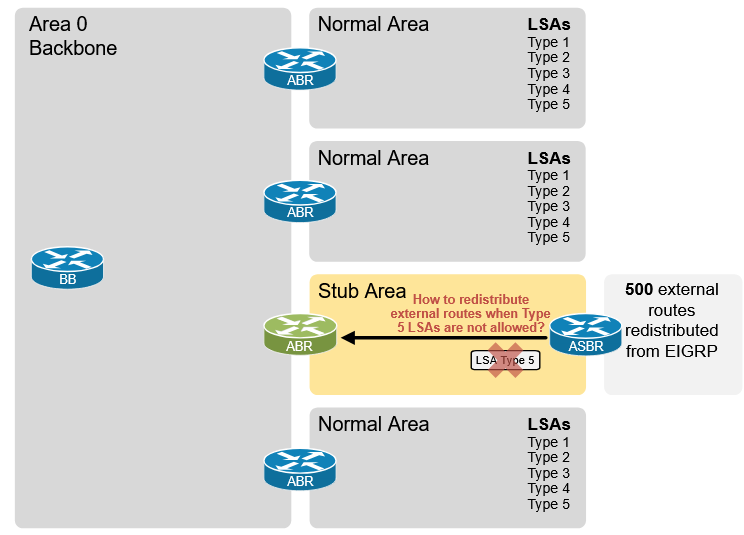 Area 0
Backbone
Normal Area
LSAs
Type 1
Type 2
Type 3
Type 4
Type 5
ABR
Normal Area
LSAs
Type 1
Type 2
Type 3
Type 4
Type 5
ABR
BB
Stub Area
How to redistribute
external routes when Type
5 LSAs are not allowed?
ABR
LSA Type 5
ASBR
500 external
routes
redistributed
from EIGRP
Normal Area
LSAs
Type 1
Type 2
Type 3
Type 4
Type 5
ABR